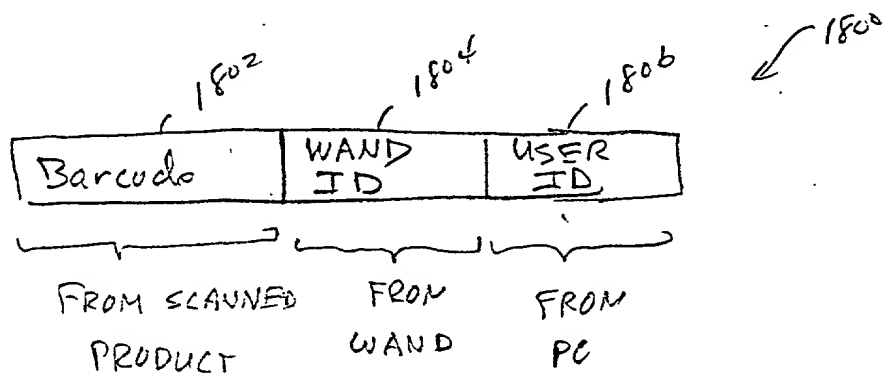 1800
1802 1804 1806
Barcode WAND USER
ID ID
FROM SCANNED FROM FROM
PRODUCT WAND PC